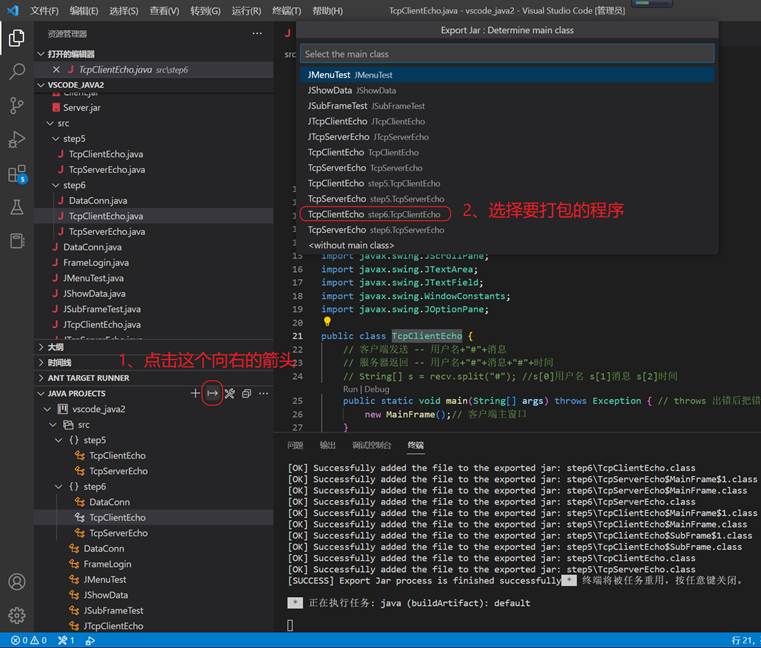 文件(F) 编辑(E) 选择(S) 查看(V) 转到(G) 运行(R) 终端(T) 帮助(H) TcpClientEcho.java - vscode_java2 - Visual Studio Code [管理员]
资源管理器
打开的编辑器
TcpClientEcho.java src\step6
VSCODE_JAVA2
Client.jar
Server.jar
src
step5
TcpClientEcho.java
TcpServerEcho.java
step6
DataConn.java
TcpClientEcho.java
TcpServerEcho.java
DataConn.java
FrameLogin.java
JMenuTest.java
JShowData.java
JSubFrameTest.java
JTcpClientEcho.java
JTcpServerEcho.java
大纲
时间线
ANT TARGET RUNNER
JAVA PROJECTS
vscode_java2
src
{} step5
TcpClientEcho
TcpServerEcho
{} step6
DataConn
TcpClientEcho
TcpServerEcho
DataConn
FrameLogin
JMenuTest
JShowData
JSubFrameTest
JTcpClientEcho
1、点击这个向右的箭头
Export Jar : Determine main class
Select the main class
JMenuTest JMenuTest
JShowData JShowData
JSubFrameTest JSubFrameTest
JTcpClientEcho JTcpClientEcho
JTcpServerEcho JTcpServerEcho
TcpClientEcho TcpClientEcho
TcpServerEcho TcpServerEcho
TcpClientEcho step5.TcpClientEcho
TcpServerEcho step5.TcpServerEcho
TcpClientEcho step6.TcpClientEcho
TcpServerEcho step6.TcpServerEcho
<without main class>
2、选择要打包的程序
src
15 import javax.swing.JScrollPane;
16 import javax.swing.JTextArea;
17 import javax.swing.JTextField;
18 import javax.swing.WindowConstants;
19 import javax.swing.JOptionPane;
20
21 public class TcpClientEcho {
22 // 客户端发送 -- 用户名+"#"+消息
23 // 服务器返回 -- 用户名+"#"+消息+"#"+时间
24 // String[] s = recv.split("#"); //s[0]用户名 s[1]消息 s[2]时间
Run | Debug
25 public static void main(String[] args) throws Exception { // throws 出错后把错
26 new MainFrame();// 客户端主窗口
27 }
问题 输出 调试控制台 终端
[OK] Successfully added the file to the exported jar: step6\TcpClientEcho.class
[OK] Successfully added the file to the exported jar: step6\TcpServerEcho$MainFrame$1.class
[OK] Successfully added the file to the exported jar: step6\TcpServerEcho$MainFrame.class
[OK] Successfully added the file to the exported jar: step6\TcpServerEcho.class
[OK] Successfully added the file to the exported jar: step5\TcpClientEcho$MainFrame$1.class
[OK] Successfully added the file to the exported jar: step5\TcpClientEcho$MainFrame.class
[OK] Successfully added the file to the exported jar: step5\TcpClientEcho$SubFrame$1.class
[OK] Successfully added the file to the exported jar: step5\TcpClientEcho$SubFrame.class
[OK] Successfully added the file to the exported jar: step5\TcpClientEcho.class
[OK] Successfully added the file to the exported jar: step5\TcpServerEcho.class
[SUCCESS] Export Jar process is finished successfully * 终端将被任务重用，按任意键关闭。
* 正在执行任务: java (buildArtifact): default
5
0 0 1
行 21,